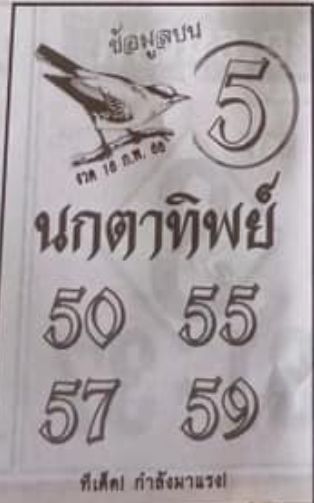 ข้อมูลบน
5
งวด 16 ก.พ. 66
นกตาทิพย์
50 55
57 59
ทีเด็ด! กำลังมาแรง!